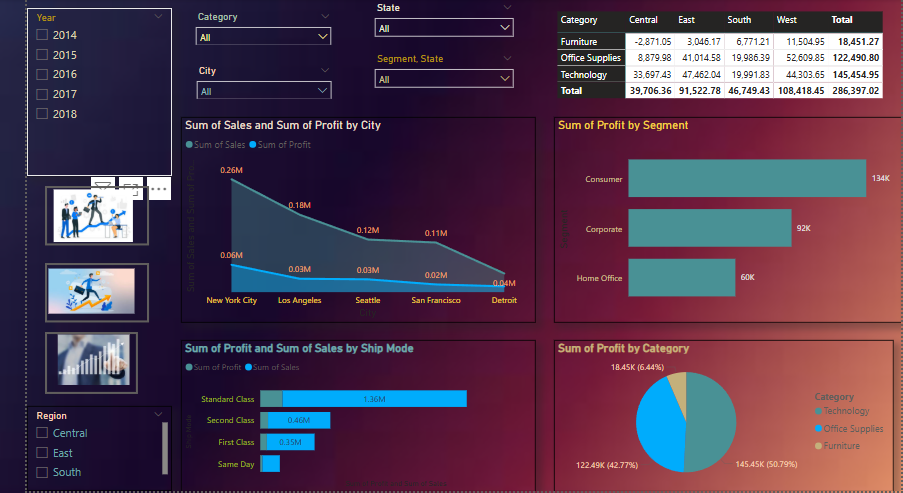 Year
2014
2015
2016
2017
2018
Category
All
State
All
City
All
Segment, State
All
Category Central East South West Total
Furniture -2,871.05 3,046.17 6,771.21 11,504.95 18,451.27
Office Supplies 8,879.98 41,014.58 19,986.39 52,609.85 122,490.80
Technology 33,697.43 47,462.04 19,991.83 44,303.65 145,454.95
Total 39,706.36 91,522.78 46,749.43 108,418.45 286,397.02
Sum of Sales and Sum of Profit by City
Sum of Sales Sum of Profit
0.26M
0.18M
0.12M
0.11M
0.06M
0.03M
0.03M
0.02M
0.04M
New York City Los Angeles Seattle San Francisco Detroit
City
Sum of Profit by Segment
Consumer 134K
Corporate 92K
Home Office 60K
Sum of Profit and Sum of Sales by Ship Mode
Sum of Profit Sum of Sales
Standard Class 1.36M
Second Class 0.46M
First Class 0.35M
Same Day
Sum of Profit by Category
18.45K (6.44%)
122.49K (42.77%)
145.45K (50.79%)
Category
Technology
Office Supplies
Furniture
Region
Central
East
South